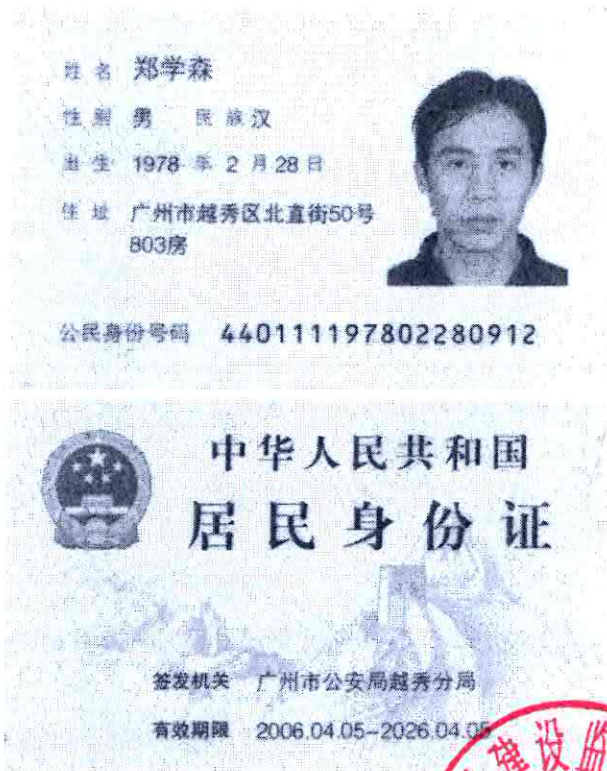 姓名 郑学森
性别 男 民族 汉
出生 1978 年 2 月 28 日
住址 广州市越秀区北直街50号
803房
公民身份号码 440111197802280912
中华人民共和国
居民身份证
签发机关 广州市公安局越秀分局
有效期限 2006.04.05-2026.04.05
建设监